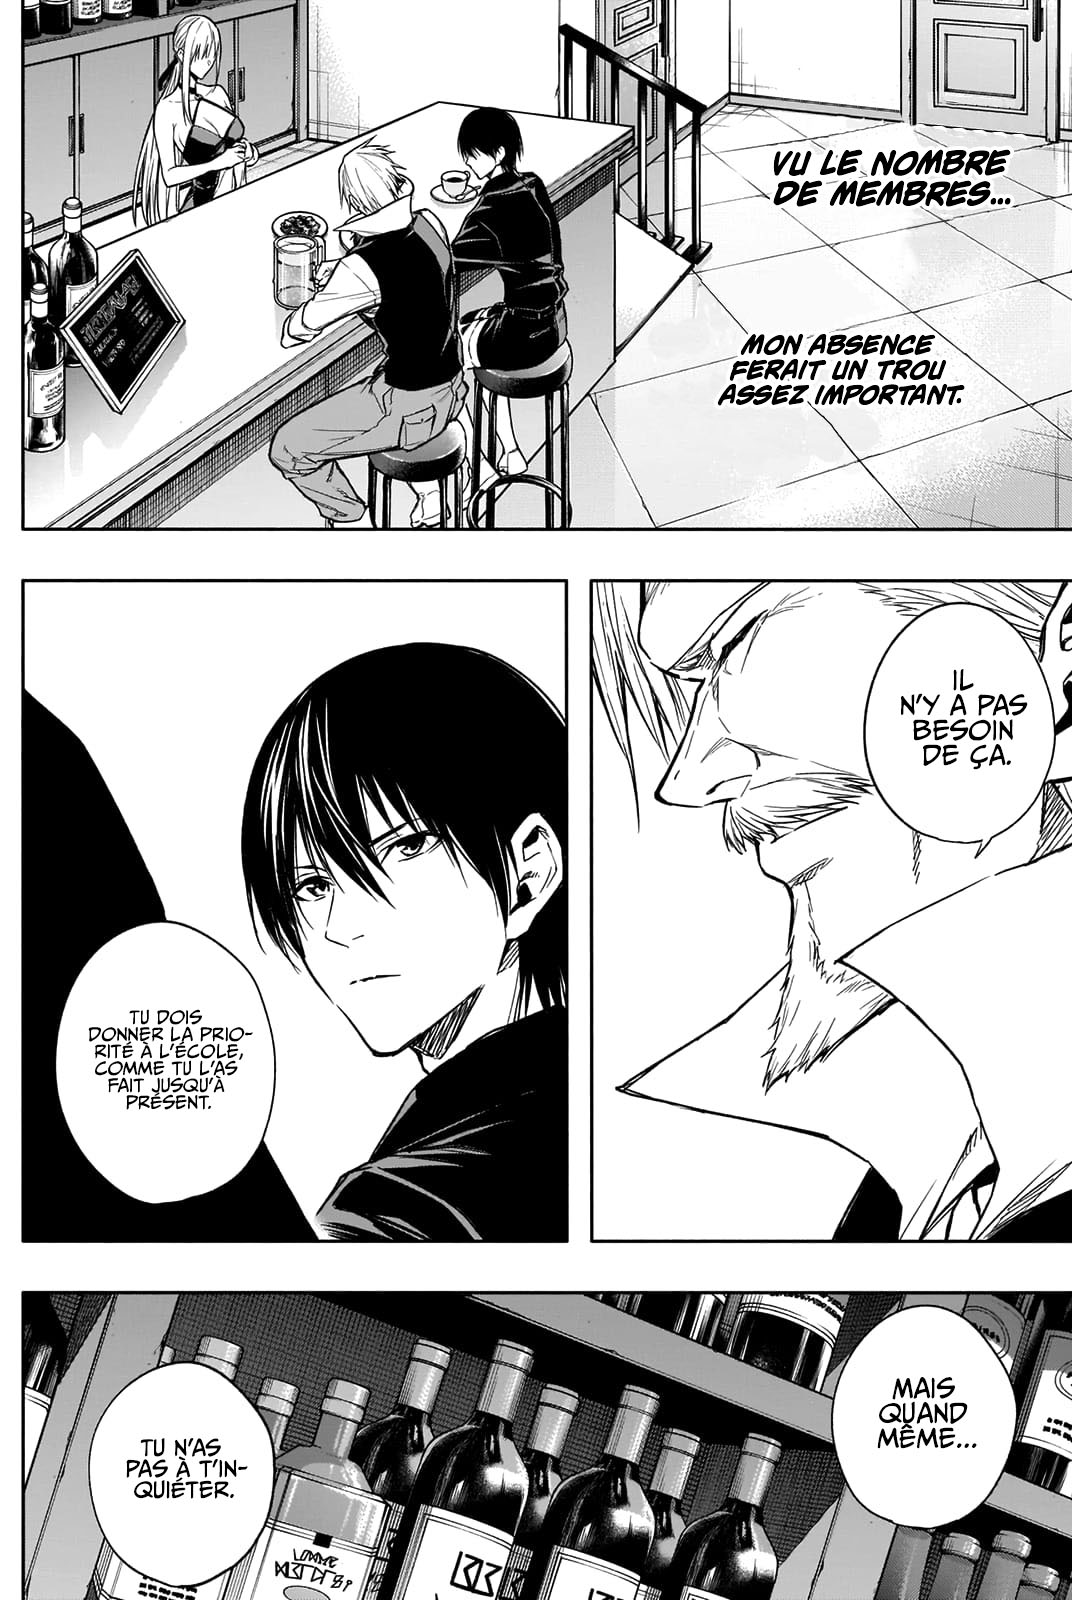 VU LE NOMBRE
DE MEMBRES...
MON ABSENCE
FERAIT UN TROU
ASSEZ IMPORTANT.
IL
N'Y A PAS
BESOIN
DE ÇA.
TU DOIS
DONNER LA PRIO-
RITÉ À L'ÉCOLE,
COMME TU L'AS
FAIT JUSQU'À
PRÉSENT.
MAIS
QUAND
MÊME...
TU N'AS
PAS À T'IN-
QUIÉTER.